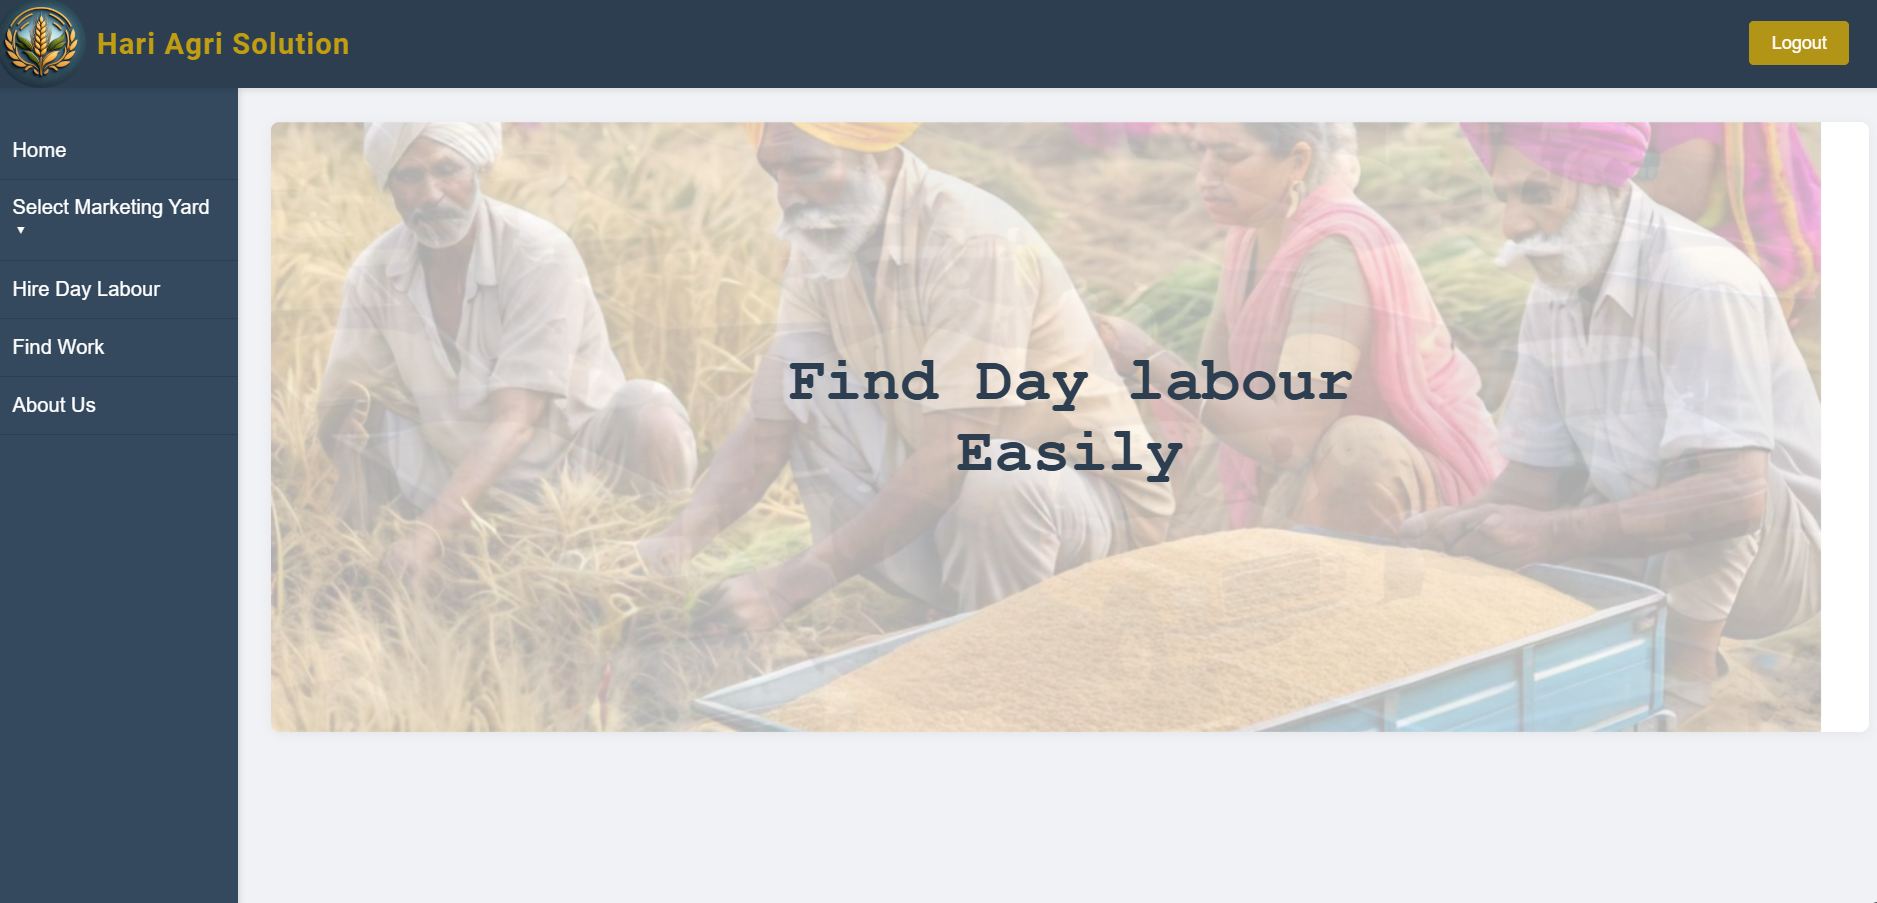 Hari Agri Solution
Logout
Home
Select Marketing Yard
▼
Hire Day Labour
Find Work
About Us
Find Day labour
Easily